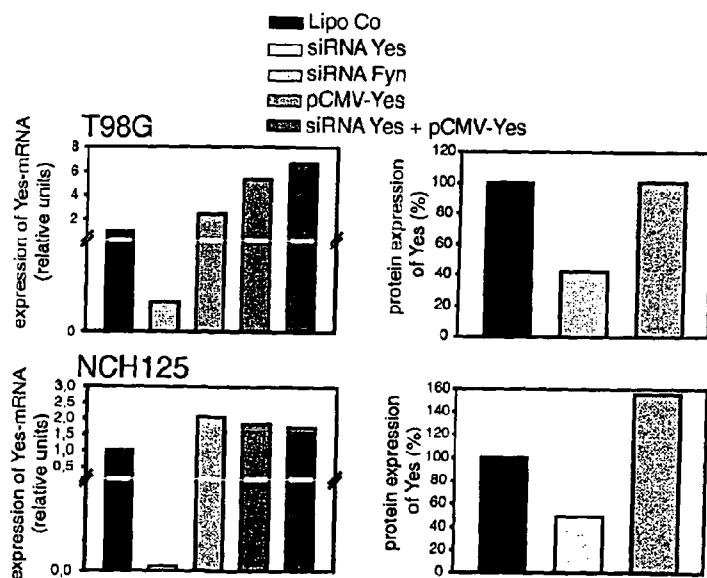 Lipo Co
siRNA Yes
siRNA Fyn
pCMV-Yes
siRNA Yes + pCMV-Yes
T98G
expression of Yes-mRNA
(relative units)
8
6
4
2
0
protein expression
of Yes (%)
120
100
80
60
40
20
0
NCH125
expression of Yes-mRNA
(relative units)
3,0
2,5
2,0
1,5
1,0
0,5
0,0
protein expression
of Yes (%)
160
140
120
100
80
60
40
20
0